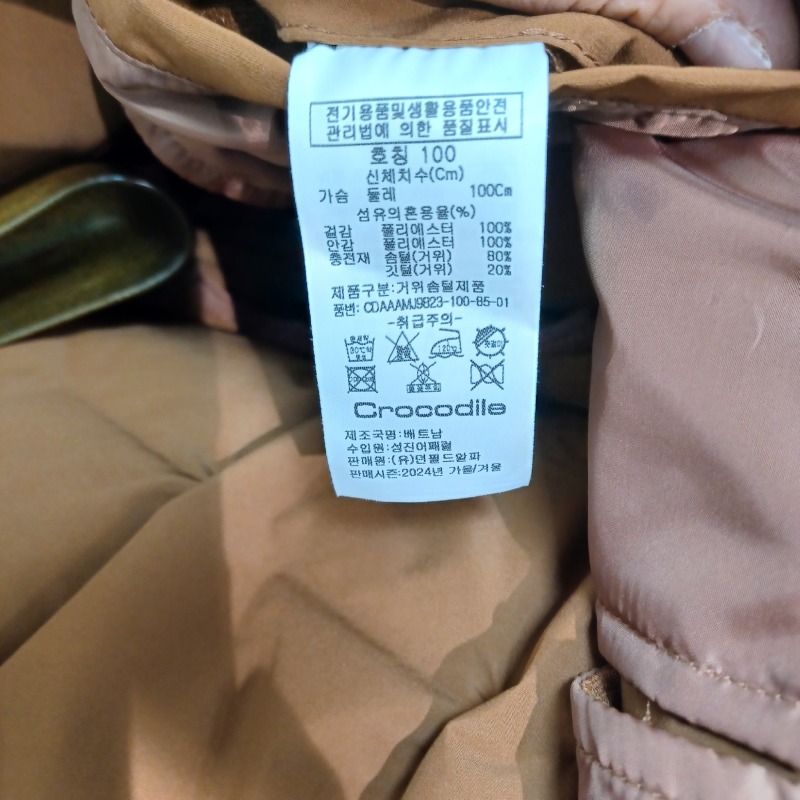 전기용품및생활용품안전
관리법에 의한 품질표시
호칭 100
신체치수(Cm)
가슴 둘레 100Cm
섬유의혼용율(%)
겉감 폴리에스터 100%
안감 폴리에스터 100%
충전재 솜털(거위) 80%
깃털(거위) 20%
제품구분:거위솜털제품
품번: CDAAAMJ9823-100-85-01
-취급주의-
Crocodile
제조국명:베트남
수입원:성진어패럴
판매원:(유)던필드알파
판매시즌:2024년 가을/겨울